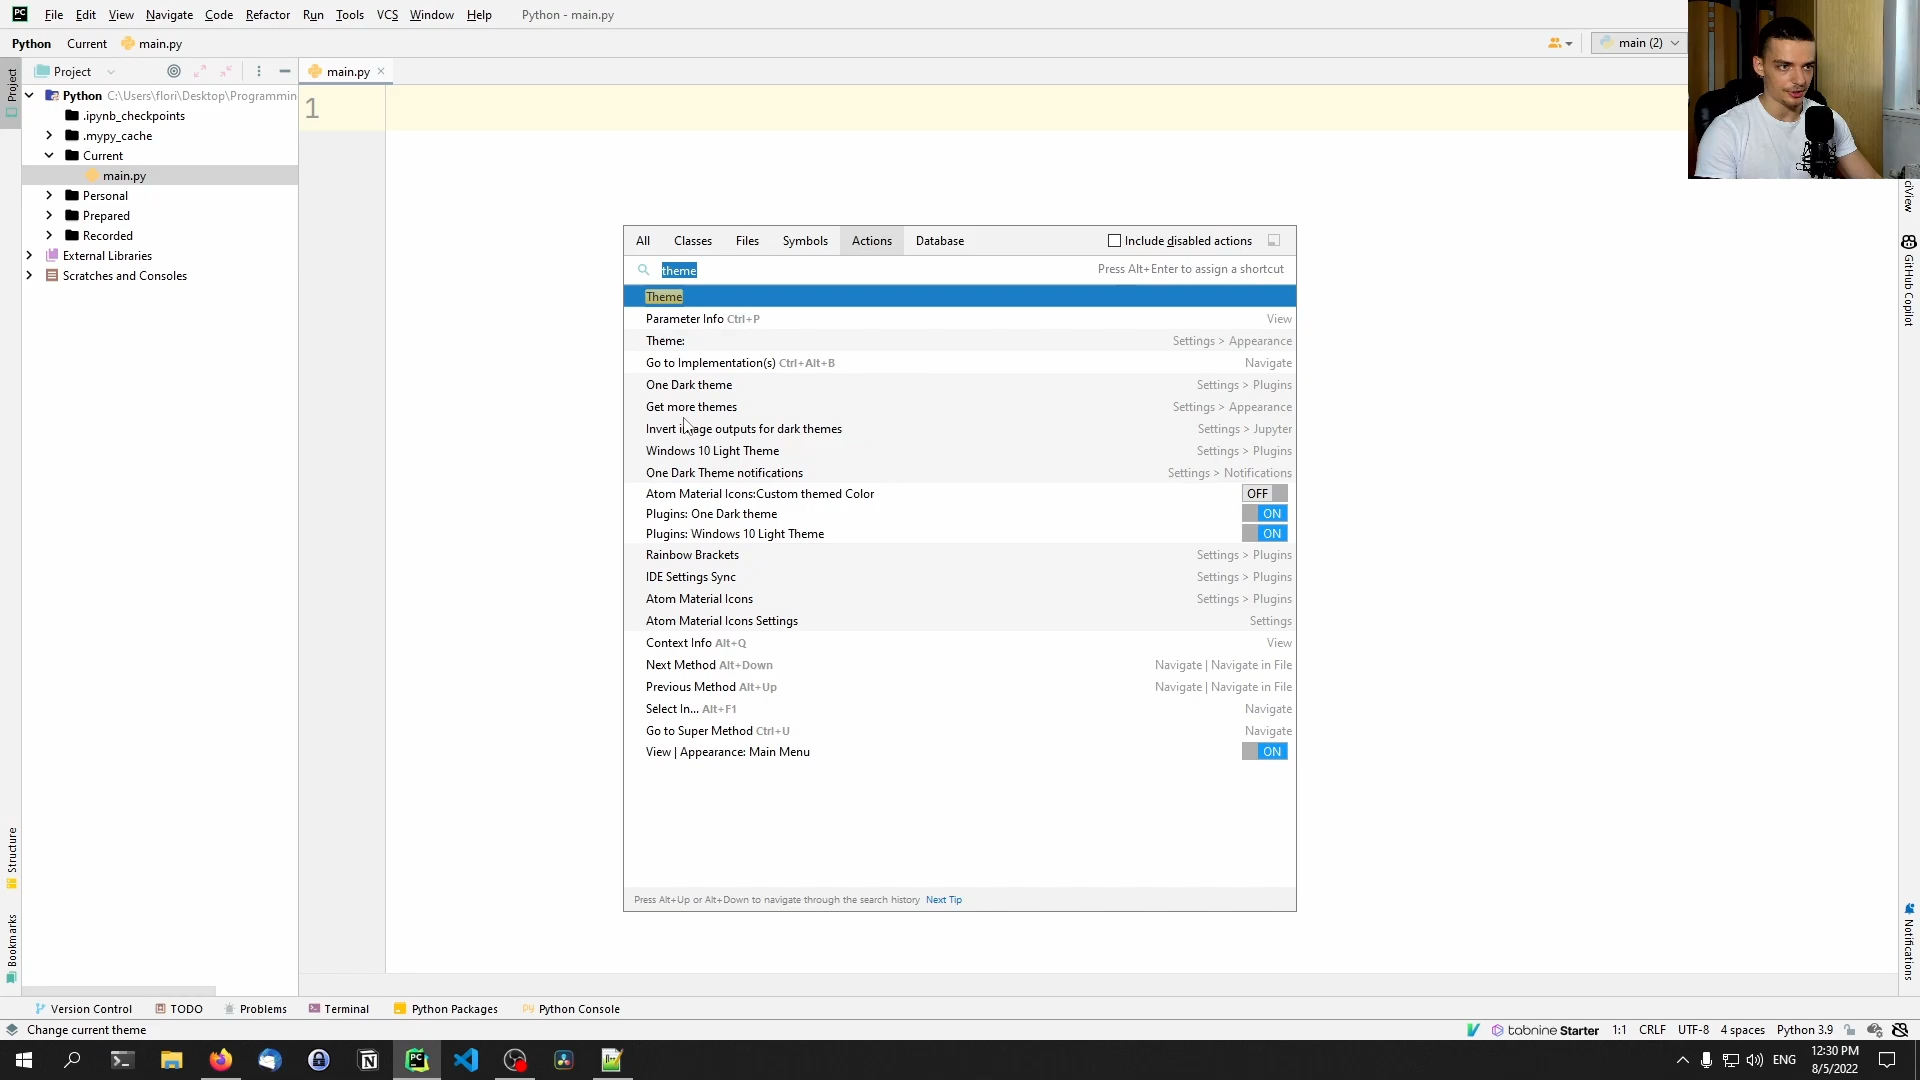 PC File Edit View Navigate Code Refactor Run Tools VCS Window Help Python - main.py
Python Current main.py main (2)
Project main.py
Project
Python C:\Users\flori\Desktop\Programmin
.ipynb_checkpoints
.mypy_cache
Current
main.py
Personal
Prepared
Recorded
External Libraries
Scratches and Consoles
1
All Classes Files Symbols Actions Database Include disabled actions
theme Press Alt+Enter to assign a shortcut
Theme
Parameter Info Ctrl+P View
Theme: Settings > Appearance
Go to Implementation(s) Ctrl+Alt+B Navigate
One Dark theme Settings > Plugins
Get more themes Settings > Appearance
Invert image outputs for dark themes Settings > Jupyter
Windows 10 Light Theme Settings > Plugins
One Dark Theme notifications Settings > Notifications
Atom Material Icons:Custom themed Color OFF
Plugins: One Dark theme ON
Plugins: Windows 10 Light Theme ON
Rainbow Brackets Settings > Plugins
IDE Settings Sync Settings > Plugins
Atom Material Icons Settings > Plugins
Atom Material Icons Settings Settings
Context Info Alt+Q View
Next Method Alt+Down Navigate | Navigate in File
Previous Method Alt+Up Navigate | Navigate in File
Select In... Alt+F1 Navigate
Go to Super Method Ctrl+U Navigate
View | Appearance: Main Menu ON
Press Alt+Up or Alt+Down to navigate through the search history Next Tip
GitHub Copilot
Structure
Bookmarks
Notifications
Version Control TODO Problems Terminal Python Packages Python Console
Change current theme tabnine Starter 1:1 CRLF UTF-8 4 spaces Python 3.9
ENG 12:30 PM
8/5/2022